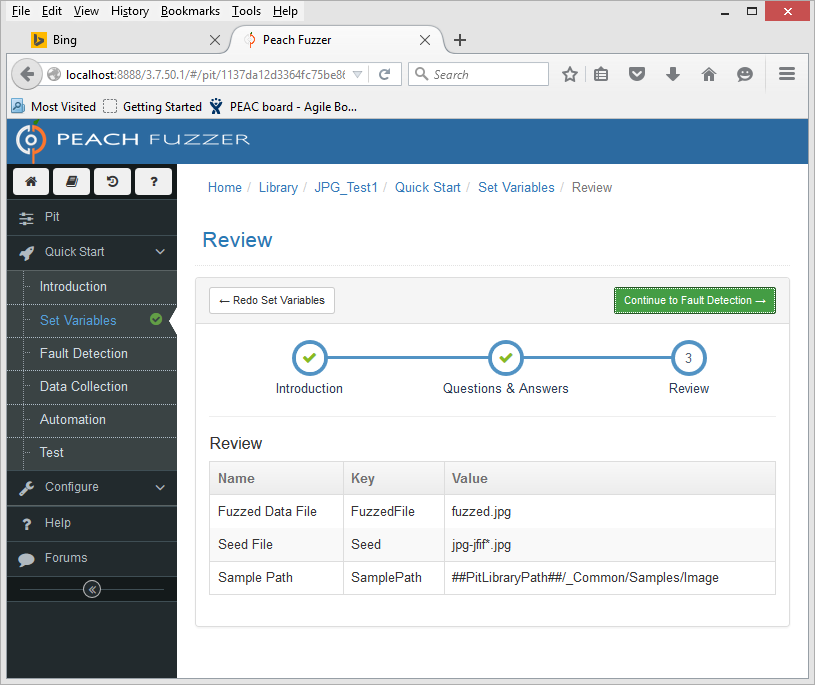 File Edit View History Bookmarks Tools Help
Bing
Peach Fuzzer
localhost:8888/3.7.50.1/#/pit/1137da12d3364fc75be8
Search
Most Visited Getting Started PEAC board - Agile Bo...
PEACH FUZZER
?
Home / Library / JPG_Test1 / Quick Start / Set Variables / Review
Pit
Quick Start
Introduction
Set Variables
Fault Detection
Data Collection
Automation
Test
Configure
? Help
Forums
Review
← Redo Set Variables
Continue to Fault Detection →
3
Introduction Questions & Answers Review
Review
Name Key Value
Fuzzed Data File FuzzedFile fuzzed.jpg
Seed File Seed jpg-jfif*.jpg
Sample Path SamplePath ##PitLibraryPath##/_Common/Samples/Image